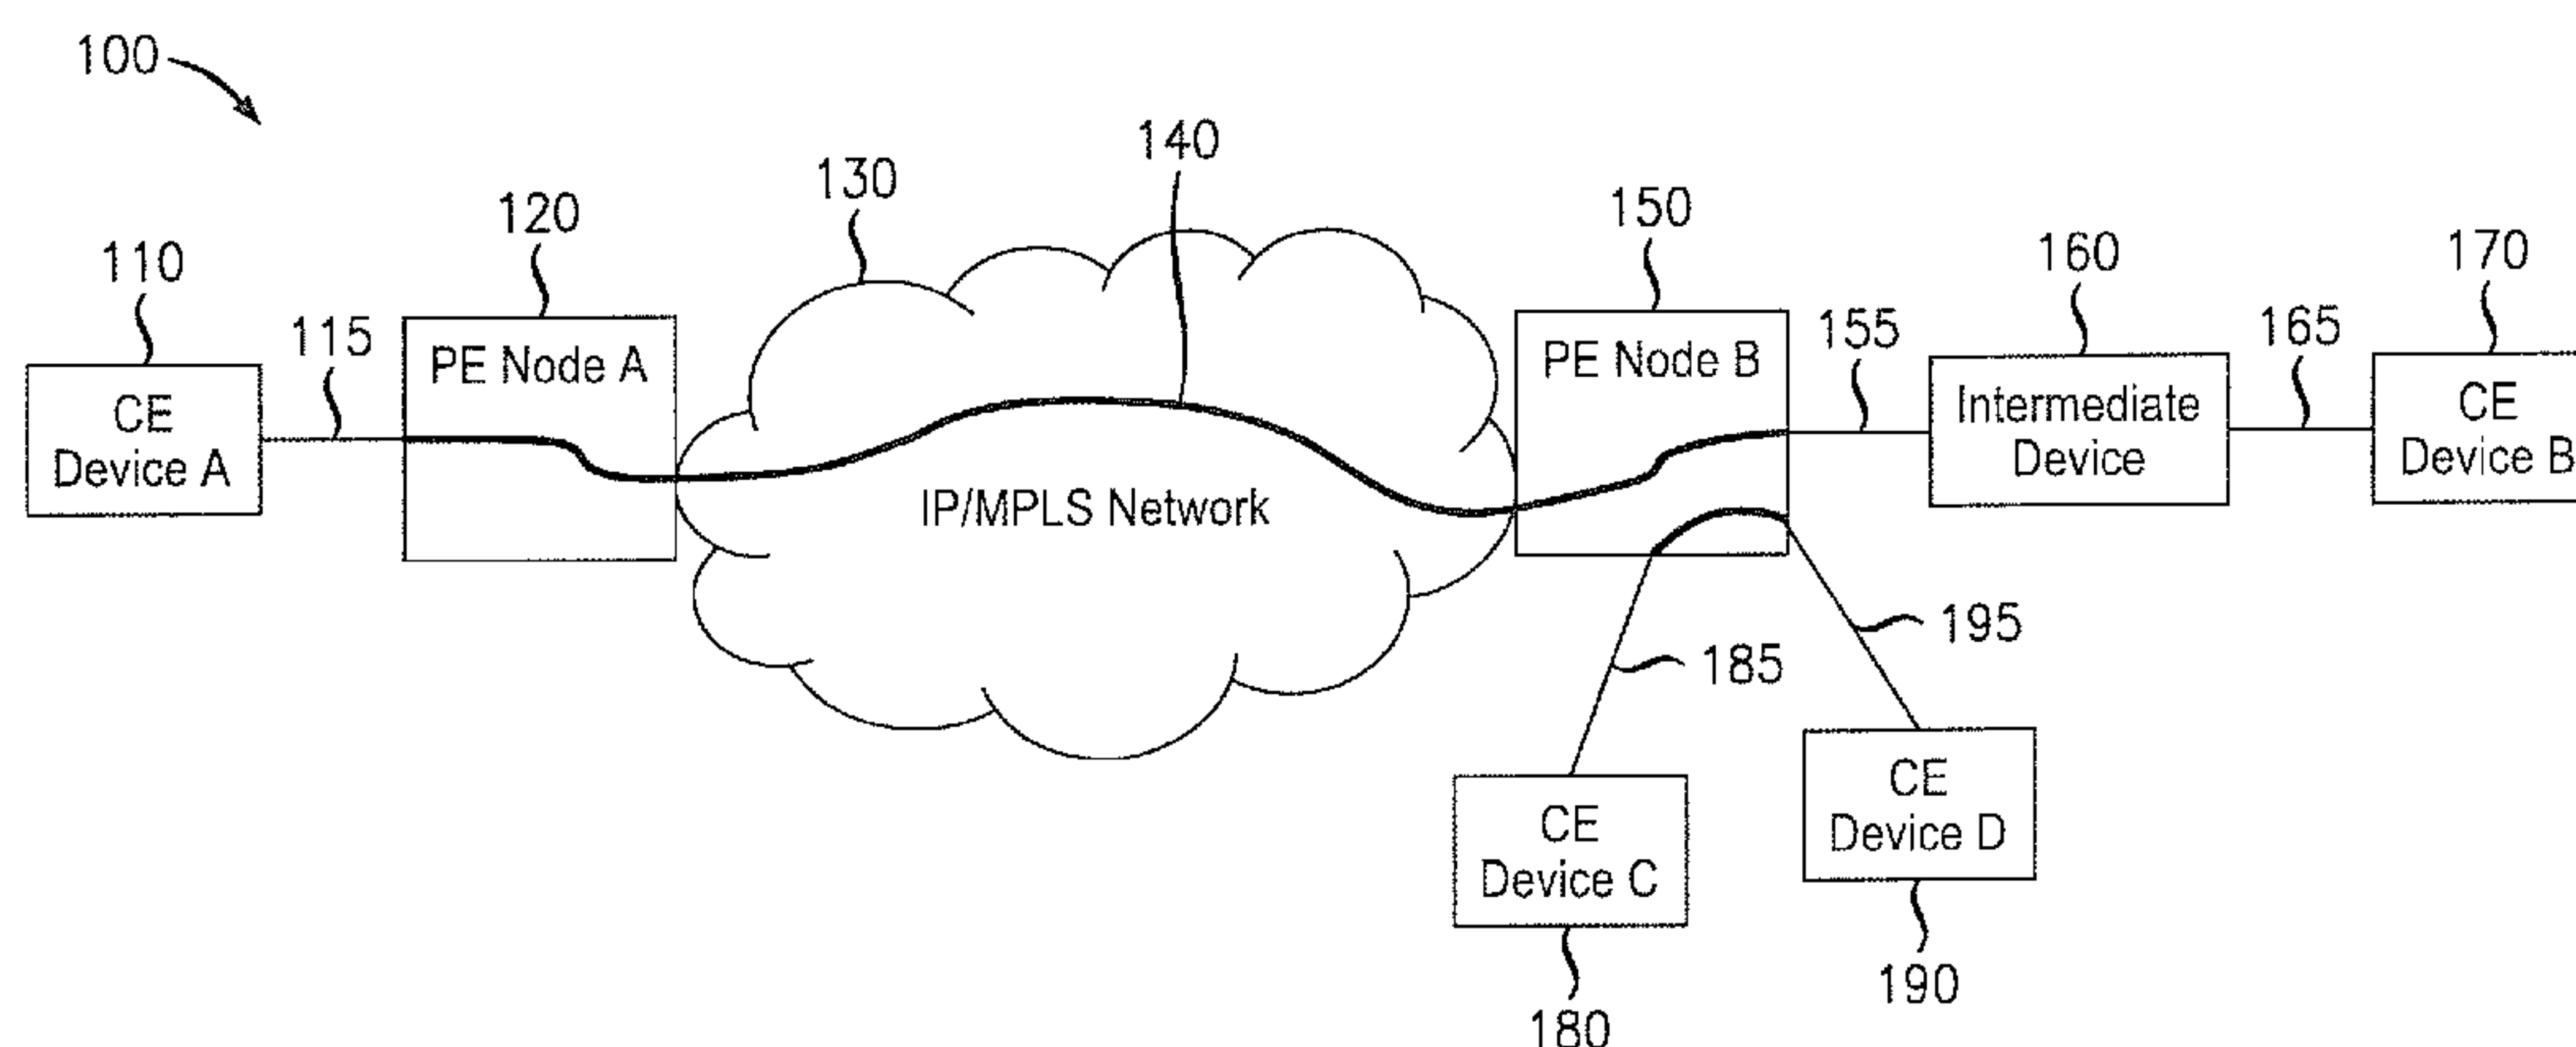 100
140
130
120
150
110
160
170
115
155
165
PE Node A
PE Node B
CE
Device A
Intermediate
Device
CE
Device B
IP/MPLS Network
195
185
CE
Device D
CE
Device C
190
180